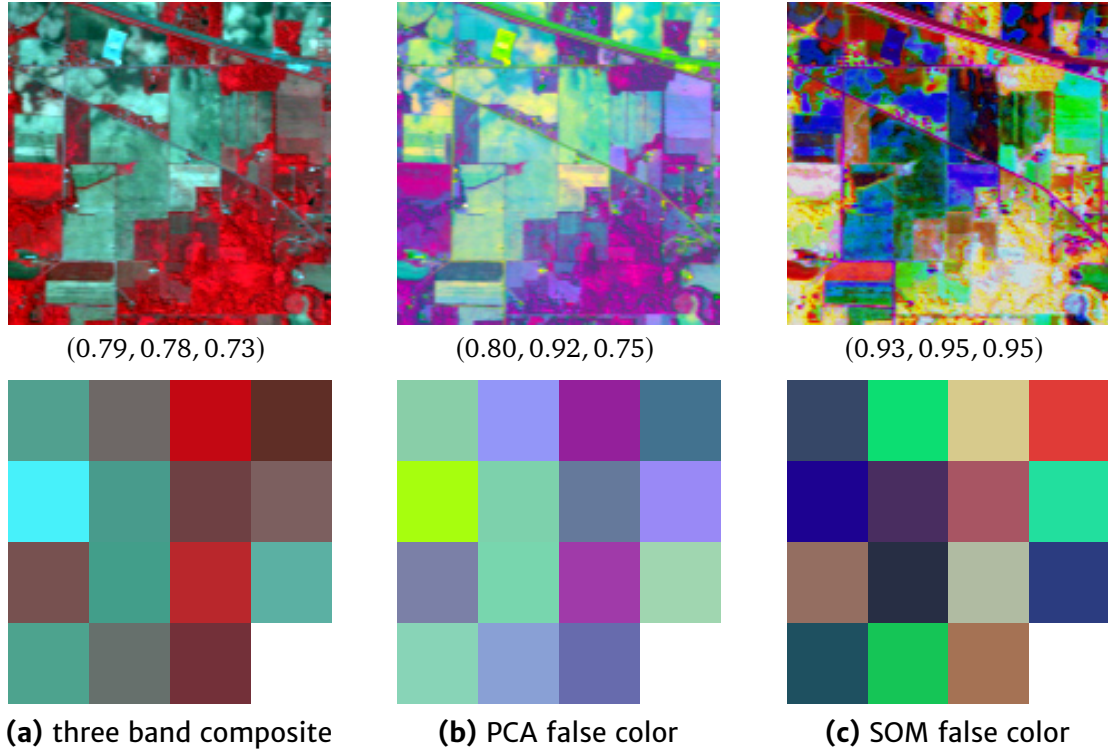 (0.79, 0.78, 0.73)
(0.80, 0.92, 0.75)
(0.93, 0.95, 0.95)
(a) three band composite
(b) PCA false color
(c) SOM false color